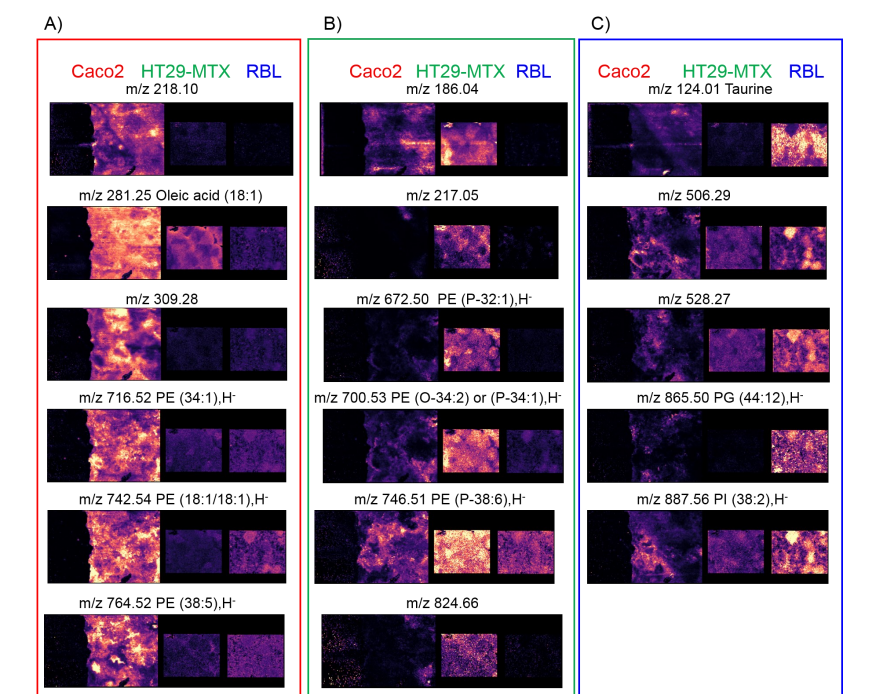 A)
Caco2 HT29-MTX RBL
m/z 218.10
m/z 281.25 Oleic acid (18:1)
m/z 309.28
m/z 716.52 PE (34:1),H-
m/z 742.54 PE (18:1/18:1),H-
m/z 764.52 PE (38:5),H-
B)
Caco2 HT29-MTX RBL
m/z 186.04
m/z 217.05
m/z 672.50 PE (P-32:1),H-
m/z 700.53 PE (O-34:2) or (P-34:1),H-
m/z 746.51 PE (P-38:6),H-
m/z 824.66
C)
Caco2 HT29-MTX RBL
m/z 124.01 Taurine
m/z 506.29
m/z 528.27
m/z 865.50 PG (44:12),H-
m/z 887.56 PI (38:2),H-